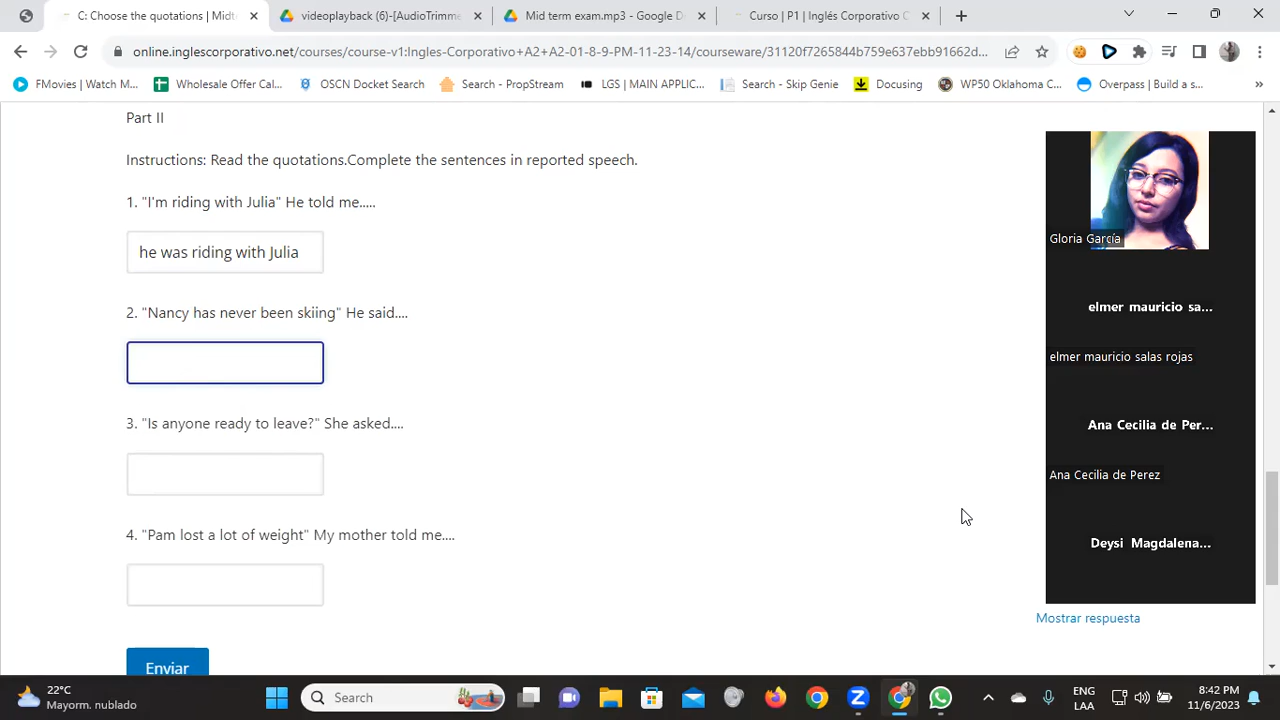 C: Choose the quotations | Midt
videoplayback (6)-[AudioTrimme
Mid term exam.mp3 - Google D
Curso | P1 | Inglés Corporativo C
online.inglescorporativo.net/courses/course-v1:Ingles-Corporativo+A2+A2-01-8-9-PM-11-23-14/courseware/31120f7265844b759e637ebb91662d...
FMovies | Watch M...
Wholesale Offer Cal...
OSCN Docket Search
Search - PropStream
LGS | MAIN APPLIC...
Search - Skip Genie
Docusing
WP50 Oklahoma C...
Overpass | Build a s...
»
Part II
Instructions: Read the quotations.Complete the sentences in reported speech.
1. "I'm riding with Julia" He told me.....
he was riding with Julia
2. "Nancy has never been skiing" He said....
3. "Is anyone ready to leave?" She asked....
4. "Pam lost a lot of weight" My mother told me....
Enviar
Gloria García
elmer mauricio sa...
elmer mauricio salas rojas
Ana Cecilia de Per...
Ana Cecilia de Perez
Deysi Magdalena...
Mostrar respuesta
22°C
Mayorm. nublado
Search
ENG
LAA
8:42 PM
11/6/2023